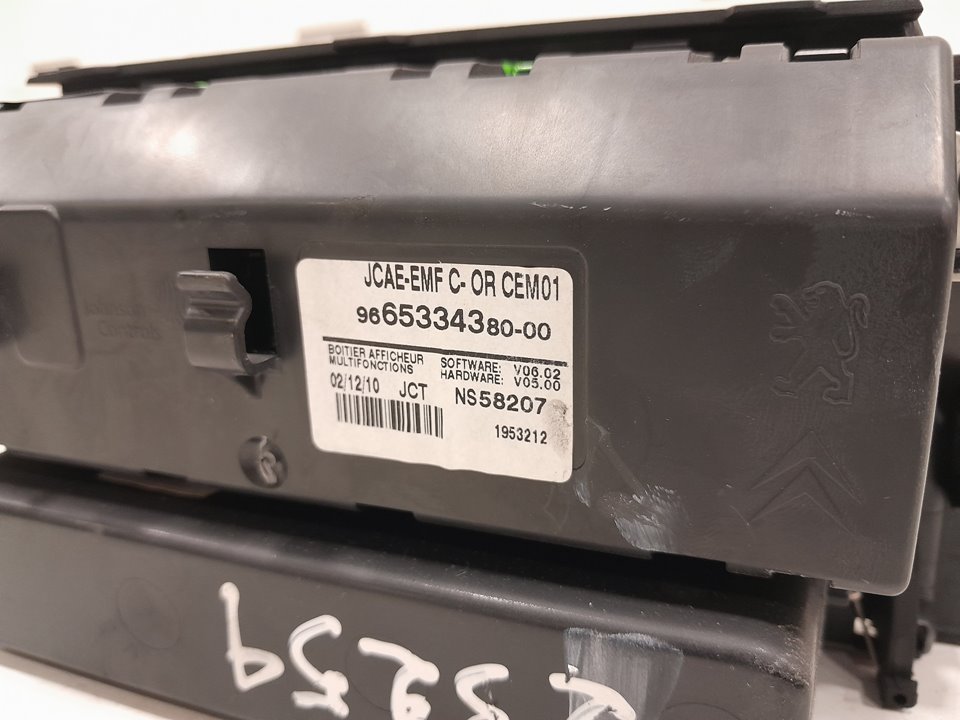 JCAE-EMF C- OR CEM01
9665334380-00
BOITIER AFFICHEUR
MULTIFONCTIONS
SOFTWARE: V06.02
HARDWARE: V05.00
02/12/10 JCT NS58207
1953212